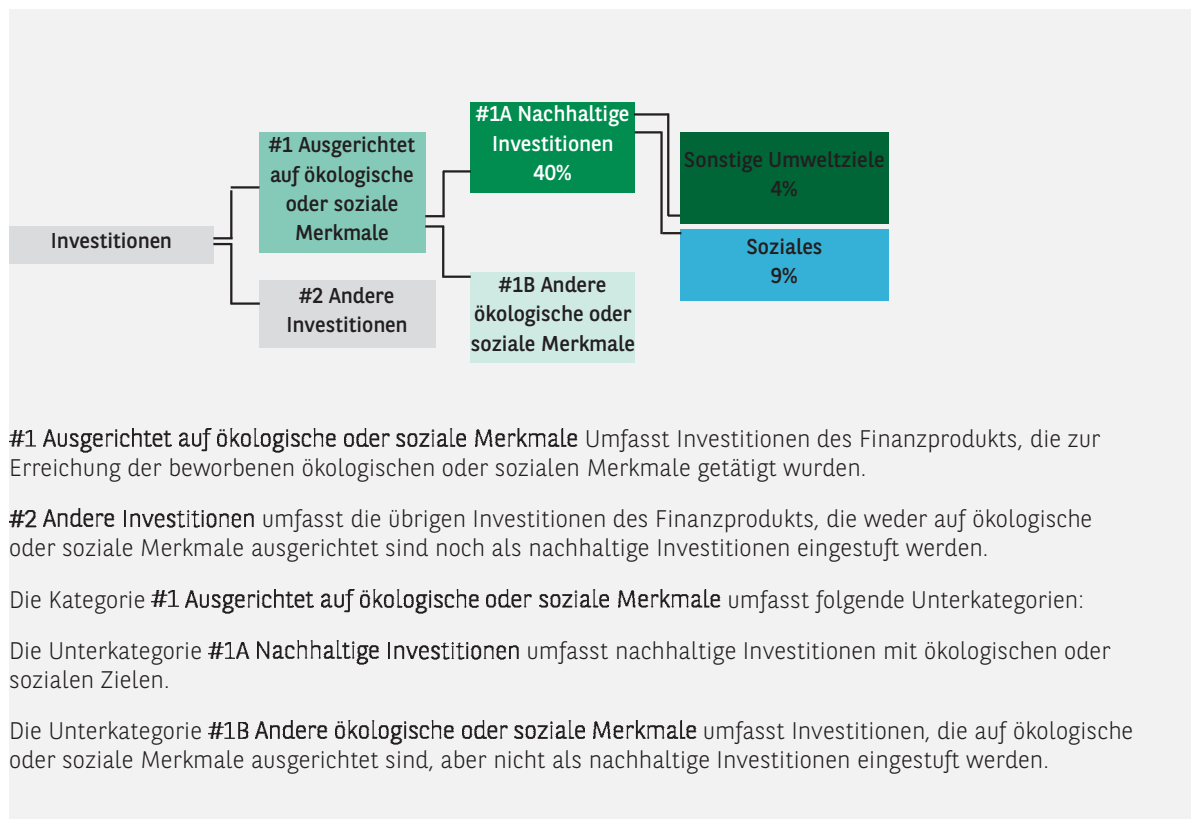 #1A Nachhaltige
Investitionen
40%
#1 Ausgerichtet
auf ökologische
oder soziale
Merkmale
Sonstige Umweltziele
4%
Investitionen
Soziales
9%
#2 Andere
Investitionen
#1B Andere
ökologische oder
soziale Merkmale
#1 Ausgerichtet auf ökologische oder soziale Merkmale Umfasst Investitionen des Finanzprodukts, die zur
Erreichung der beworbenen ökologischen oder sozialen Merkmale getätigt wurden.
#2 Andere Investitionen umfasst die übrigen Investitionen des Finanzprodukts, die weder auf ökologische
oder soziale Merkmale ausgerichtet sind noch als nachhaltige Investitionen eingestuft werden.
Die Kategorie #1 Ausgerichtet auf ökologische oder soziale Merkmale umfasst folgende Unterkategorien:
Die Unterkategorie #1A Nachhaltige Investitionen umfasst nachhaltige Investitionen mit ökologischen oder
sozialen Zielen.
Die Unterkategorie #1B Andere ökologische oder soziale Merkmale umfasst Investitionen, die auf ökologische
oder soziale Merkmale ausgerichtet sind, aber nicht als nachhaltige Investitionen eingestuft werden.